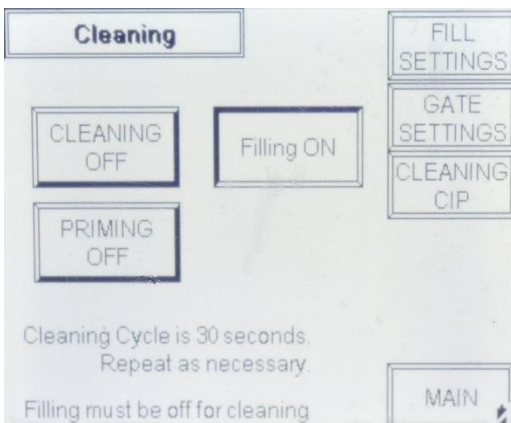 Cleaning
FILL
SETTINGS
CLEANING
OFF
Filling ON
GATE
SETTINGS
CLEANING
CIP
PRIMING
OFF
Cleaning Cycle is 30 seconds.
Repeat as necessary.
Filling must be off for cleaning
MAIN